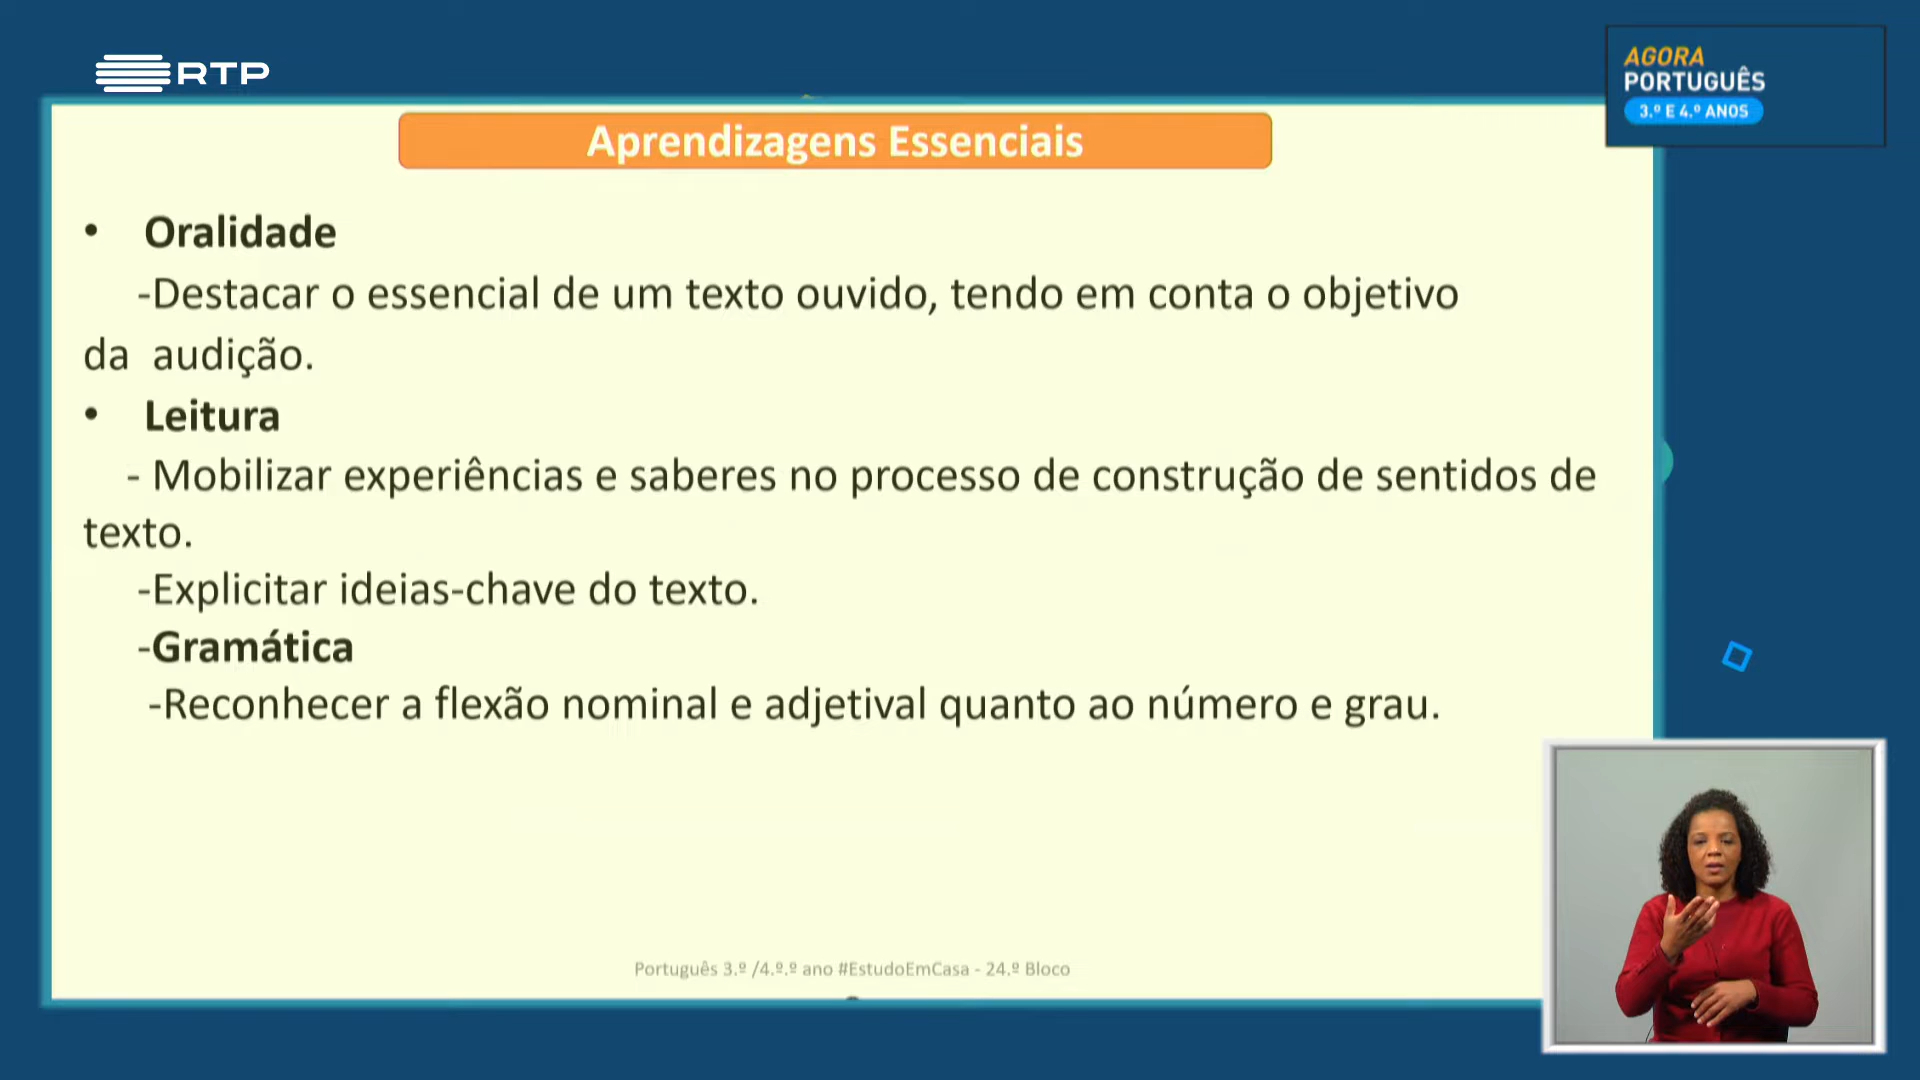 RTP
AGORA
PORTUGUÊS
3.º E 4.º ANOS
Aprendizagens Essenciais
• Oralidade
-Destacar o essencial de um texto ouvido, tendo em conta o objetivo
da audição.
• Leitura
- Mobilizar experiências e saberes no processo de construção de sentidos de
texto.
-Explicitar ideias-chave do texto.
-Gramática
-Reconhecer a flexão nominal e adjetival quanto ao número e grau.
Português 3.º /4.º.º ano #EstudoEmCasa - 24.º Bloco